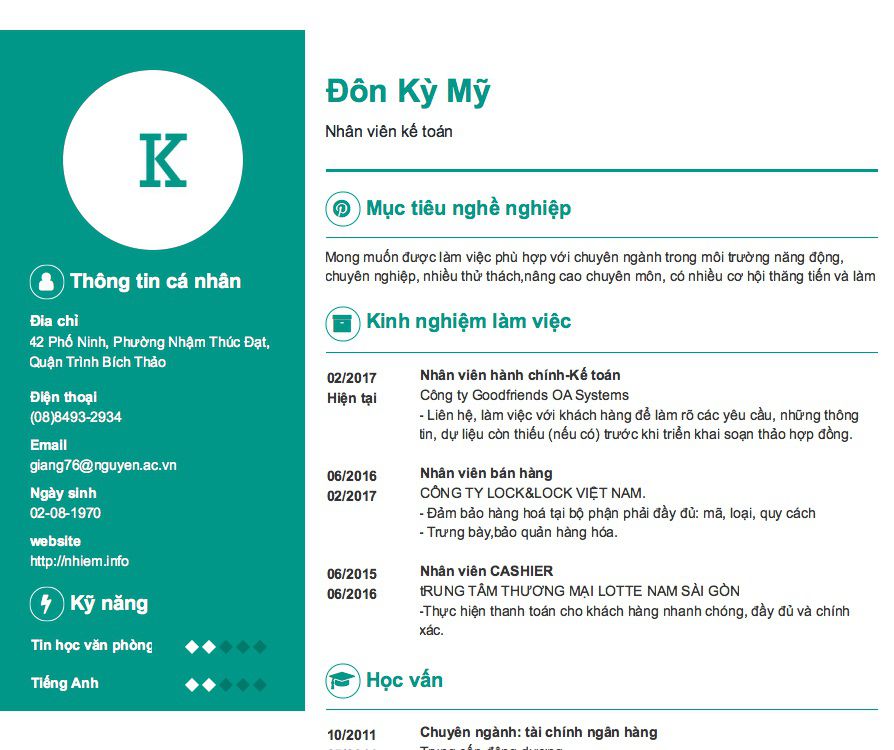 K
Thông tin cá nhân
Địa chỉ
42 Phố Ninh, Phường Nhậm Thúc Đạt,
Quận Trình Bích Thảo
Điện thoại
(08)8493-2934
Email
giang76@nguyen.ac.vn
Ngày sinh
02-08-1970
website
http://nhiem.info
Kỹ năng
Tin học văn phòng
Tiếng Anh
Đôn Kỳ Mỹ
Nhân viên kế toán
Mục tiêu nghề nghiệp
Mong muốn được làm việc phù hợp với chuyên ngành trong môi trường năng động,
chuyên nghiệp, nhiều thử thách,nâng cao chuyên môn, có nhiều cơ hội thăng tiến và làm
Kinh nghiệm làm việc
02/2017
Hiện tại
Nhân viên hành chính-Kế toán
Công ty Goodfriends OA Systems
- Liên hệ, làm việc với khách hàng để làm rõ các yêu cầu, những thông
tin, dự liệu còn thiếu (nếu có) trước khi triển khai soạn thảo hợp đồng.
06/2016
02/2017
Nhân viên bán hàng
CÔNG TY LOCK&LOCK VIỆT NAM.
- Đảm bảo hàng hoá tại bộ phận phải đầy đủ: mã, loại, quy cách
- Trưng bày,bảo quản hàng hóa.
06/2015
06/2016
Nhân viên CASHIER
tRUNG TÂM THƯƠNG MẠI LOTTE NAM SÀI GÒN
-Thực hiện thanh toán cho khách hàng nhanh chóng, đầy đủ và chính
xác.
Học vấn
10/2011
Chuyên ngành: tài chính ngân hàng